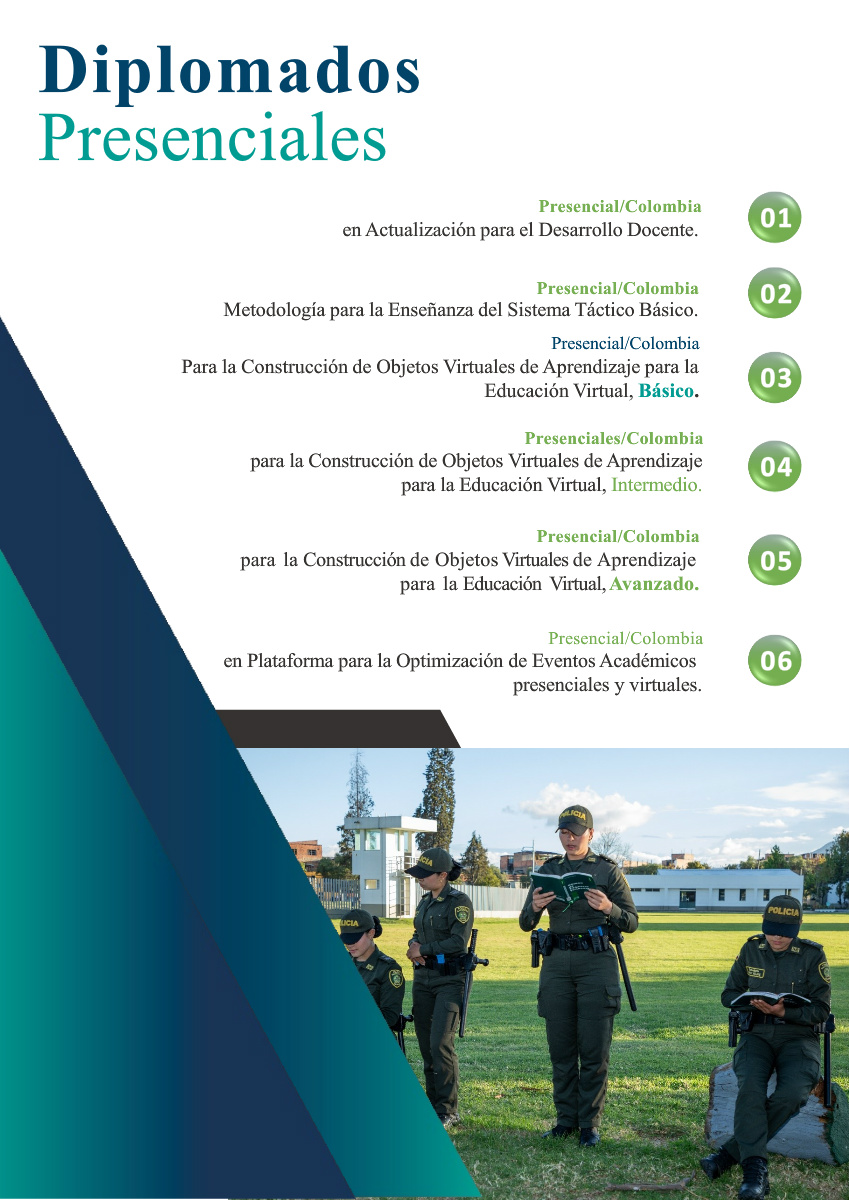 Diplomados
Presenciales
Presencial/Colombia
en Actualización para el Desarrollo Docente.
01
Presencial/Colombia
Metodología para la Enseñanza del Sistema Táctico Básico.
02
Presencial/Colombia
Para la Construcción de Objetos Virtuales de Aprendizaje para la
Educación Virtual, Básico.
03
Presenciales/Colombia
para la Construcción de Objetos Virtuales de Aprendizaje
para la Educación Virtual, Intermedio.
04
Presencial/Colombia
para la Construcción de Objetos Virtuales de Aprendizaje
para la Educación Virtual, Avanzado.
05
Presencial/Colombia
en Plataforma para la Optimización de Eventos Académicos
presenciales y virtuales.
06
POLICIA
POLICIA
POLICIA
POLICIA